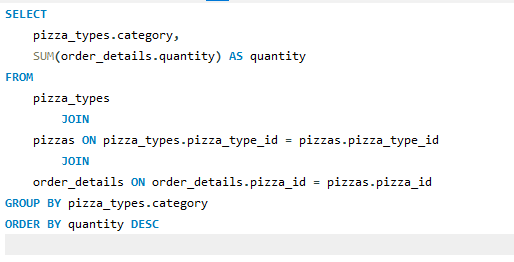 SELECT
    pizza_types.category,
    SUM(order_details.quantity) AS quantity
FROM
    pizza_types
        JOIN
    pizzas ON pizza_types.pizza_type_id = pizzas.pizza_type_id
        JOIN
    order_details ON order_details.pizza_id = pizzas.pizza_id
GROUP BY pizza_types.category
ORDER BY quantity DESC